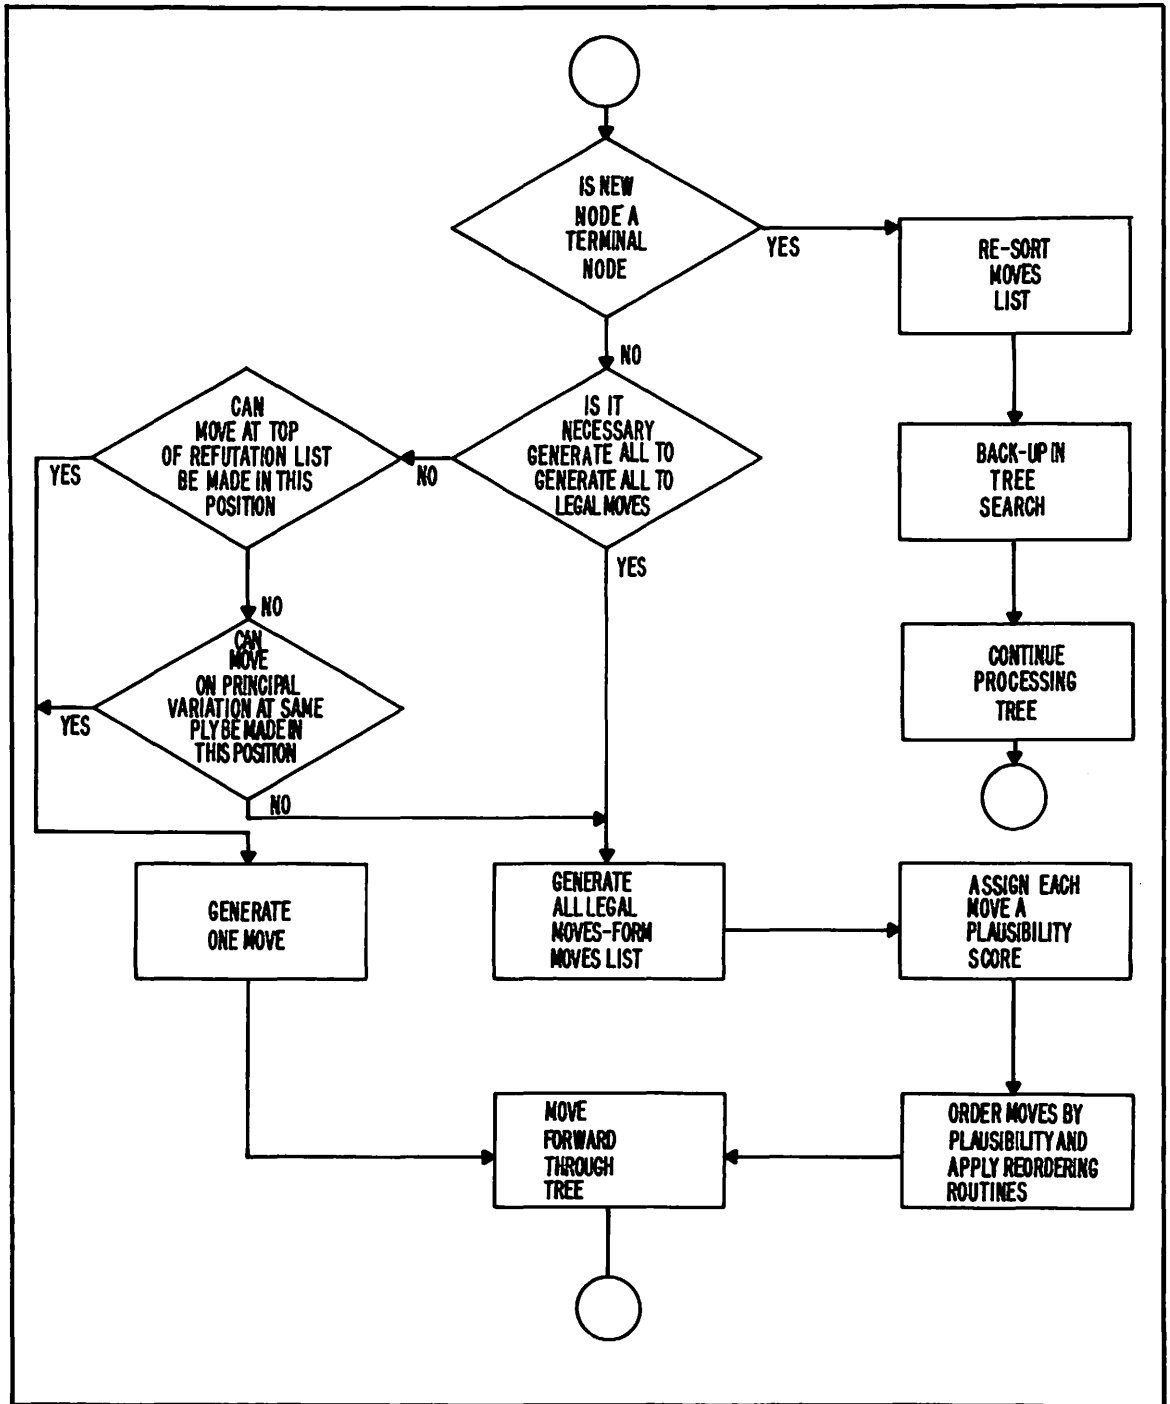 IS NEW
NODE A
TERMINAL
NODE
YES
RE-SORT
MOVES
LIST
NO
CAN
MOVE AT TOP
OF REFUTATION LIST
BE MADE IN THIS
POSITION
YES
NO
IS IT
NECESSARY
GENERATE ALL TO
GENERATE ALL TO
LEGAL MOVES
YES
BACK-UP IN
TREE
SEARCH
NO
CAN
MOVE
ON PRINCIPAL
VARIATION AT SAME
PLY BE MADE IN
THIS POSITION
YES
NO
CONTINUE
PROCESSING
TREE
GENERATE
ONE MOVE
GENERATE
ALL LEGAL
MOVES-FORM
MOVES LIST
ASSIGN EACH
MOVE A
PLAUSIBILITY
SCORE
MOVE
FORWARD
THROUGH
TREE
ORDER MOVES BY
PLAUSIBILITY AND
APPLY REORDERING
ROUTINES